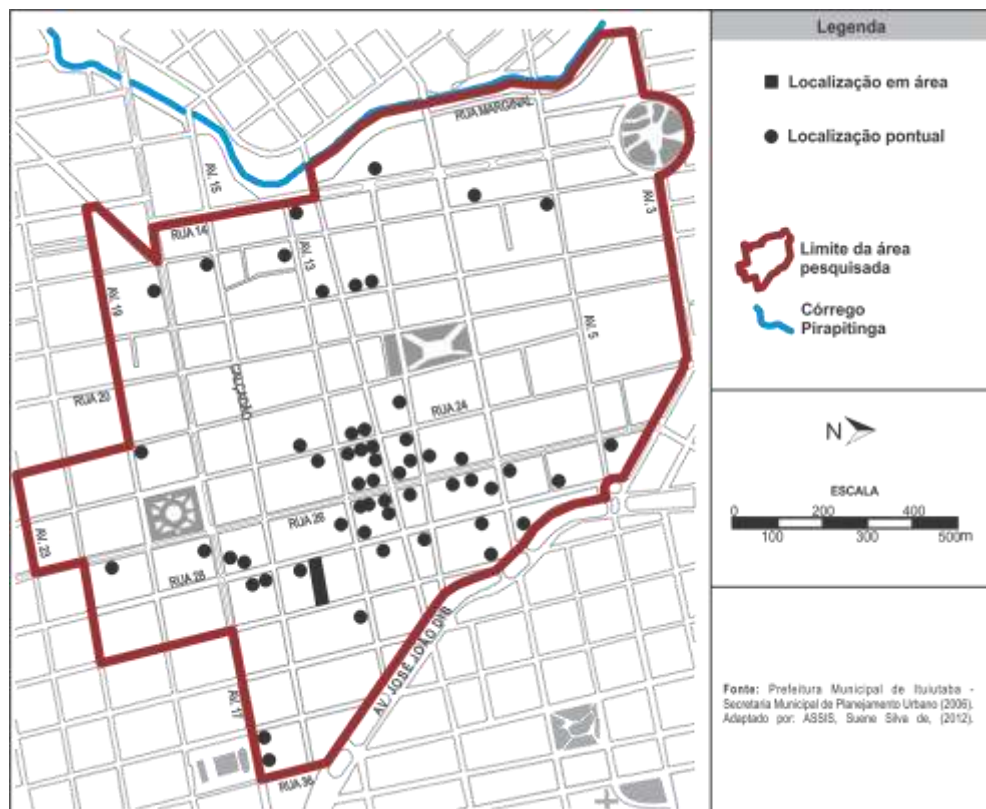 RUA MARGINAL
AV. 15
AV. 3
RUA 14
AV. 13
AV. 19
AV. 5
CALÇADÃO
RUA 20
RUA 24
RUA 26
AV. 23
RUA 28
AV. JOSÉ JOÃO DIB
AV. 17
RUA 36
Legenda
Localização em área
Localização pontual
Limite da área
pesquisada
Córrego
Pirapitinga
N
ESCALA
0 200 400
100 300 500m
Fonte: Prefeitura Municipal de Ituiutaba -
Secretaria Municipal de Planejamento Urbano (2006).
Adaptado por: ASSIS, Suene Silva de, (2012).